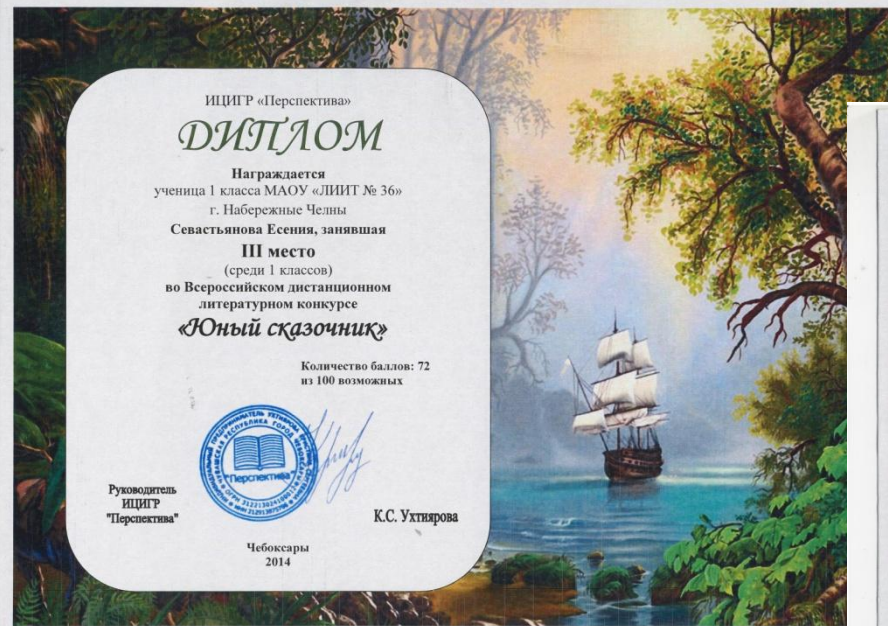 ИЦИГР «Перспектива»
ДИПЛОМ
Награждается
ученица 1 класса МАОУ «ЛИИТ № 36»
г. Набережные Челны
Севастьянова Есения, занявшая
III место
(среди 1 классов)
во Всероссийском дистанционном
литературном конкурсе
«Юный сказочник»
Количество баллов: 72
из 100 возможных
"Перспектива"
Руководитель
ИЦИГР
"Перспектива"
К.С. Ухтиярова
Чебоксары
2014